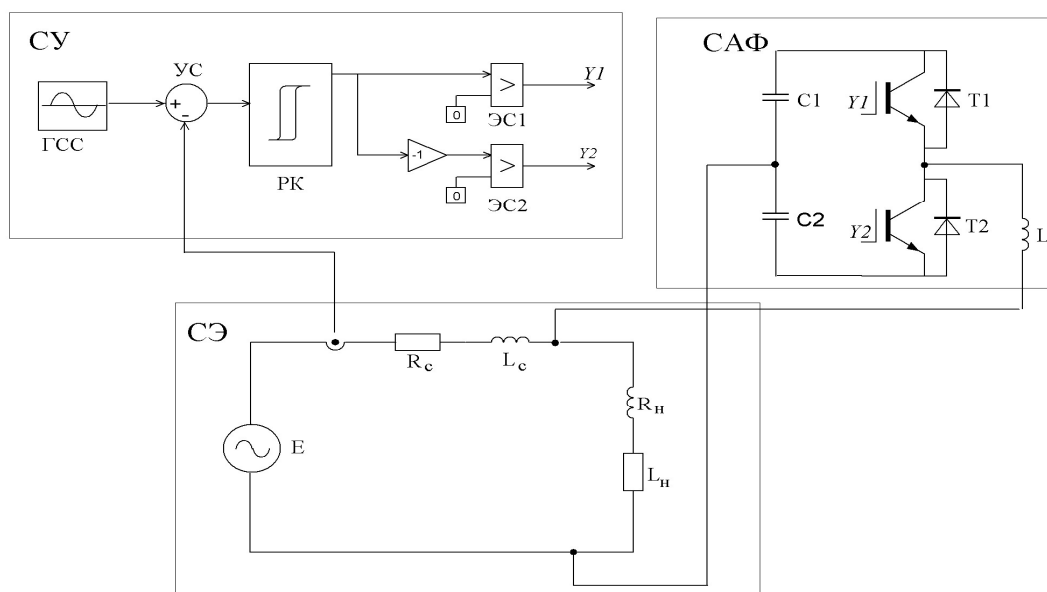 СУ
УС
ГСС
РК
ЭС1
ЭС2
Y1
Y2
0
0
-1
+
-
>
>
САФ
C1
C2
Y1
Y2
T1
T2
L
СЭ
E
Rс
Lс
Rн
Lн